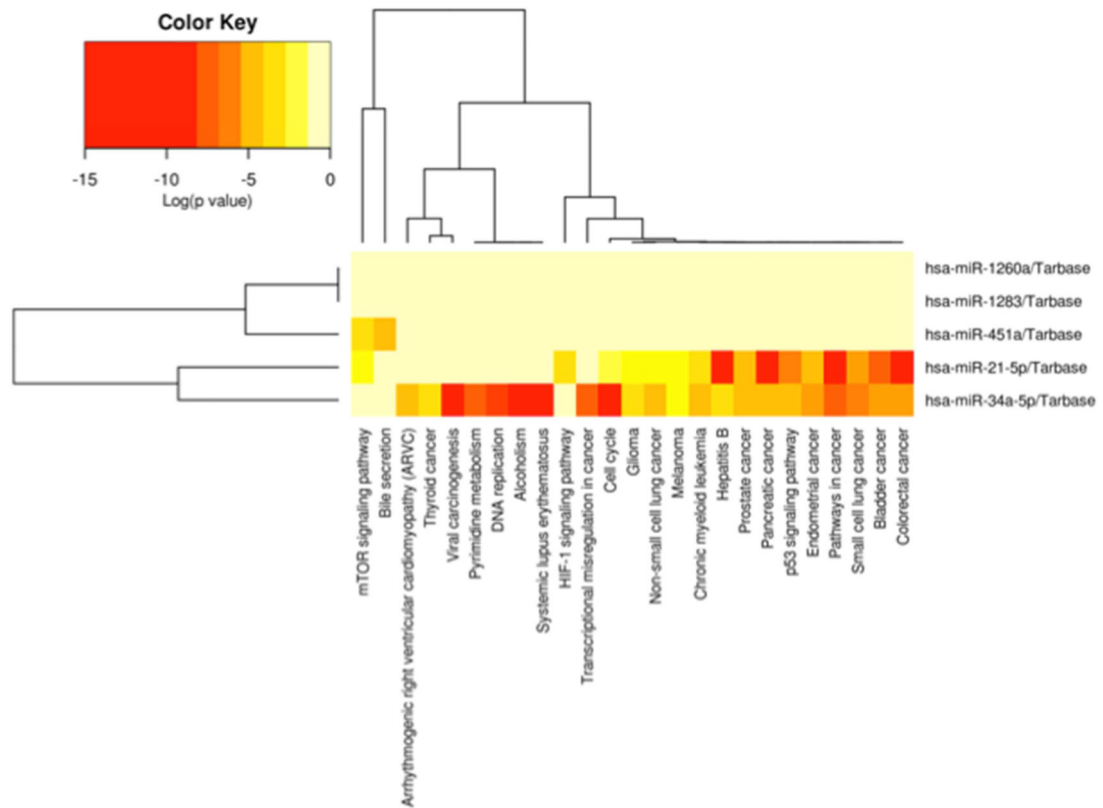 Color Key
-15 -10 -5 0
Log(p value)
hsa-miR-1260a/Tarbase
hsa-miR-1283/Tarbase
hsa-miR-451a/Tarbase
hsa-miR-21-5p/Tarbase
hsa-miR-34a-5p/Tarbase
mTOR signaling pathway
Bile secretion
Arrhythmogenic right ventricular cardiomyopathy (ARVC)
Thyroid cancer
Viral carcinogenesis
Pyrimidine metabolism
DNA replication
Alcoholism
Systemic lupus erythematosus
HIF-1 signaling pathway
Transcriptional misregulation in cancer
Cell cycle
Glioma
Non-small cell lung cancer
Melanoma
Chronic myeloid leukemia
Hepatitis B
Prostate cancer
Pancreatic cancer
p53 signaling pathway
Endometrial cancer
Pathways in cancer
Small cell lung cancer
Bladder cancer
Colorectal cancer